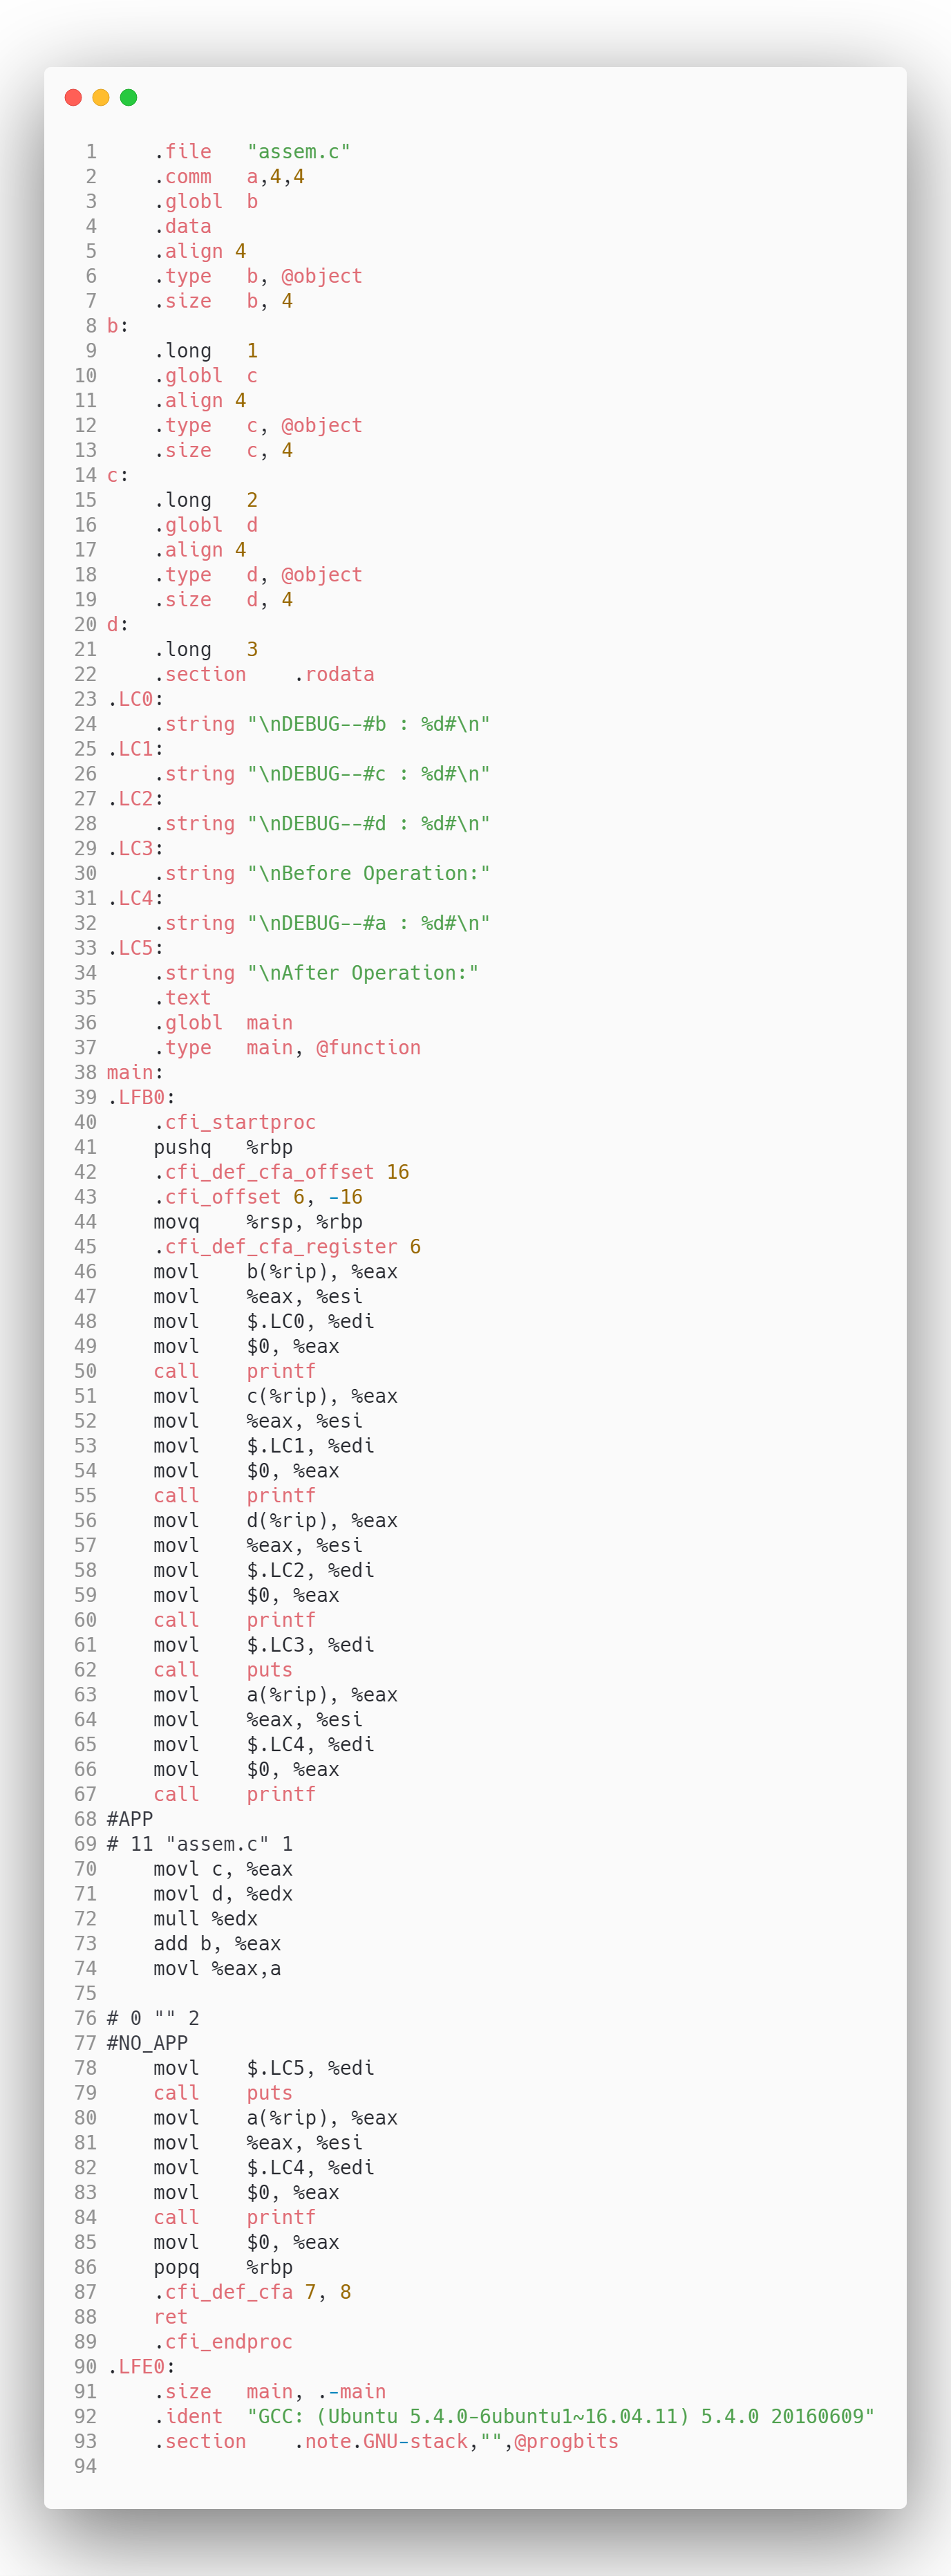 1     .file   "assem.c"
2     .comm   a,4,4
3     .globl  b
4     .data
5     .align 4
6     .type   b, @object
7     .size   b, 4
8 b:
9     .long   1
10     .globl  c
11     .align 4
12     .type   c, @object
13     .size   c, 4
14 c:
15     .long   2
16     .globl  d
17     .align 4
18     .type   d, @object
19     .size   d, 4
20 d:
21     .long   3
22     .section    .rodata
23 .LC0:
24     .string "\nDEBUG--#b : %d#\n"
25 .LC1:
26     .string "\nDEBUG--#c : %d#\n"
27 .LC2:
28     .string "\nDEBUG--#d : %d#\n"
29 .LC3:
30     .string "\nBefore Operation:"
31 .LC4:
32     .string "\nDEBUG--#a : %d#\n"
33 .LC5:
34     .string "\nAfter Operation:"
35     .text
36     .globl  main
37     .type   main, @function
38 main:
39 .LFB0:
40     .cfi_startproc
41     pushq   %rbp
42     .cfi_def_cfa_offset 16
43     .cfi_offset 6, -16
44     movq    %rsp, %rbp
45     .cfi_def_cfa_register 6
46     movl    b(%rip), %eax
47     movl    %eax, %esi
48     movl    $.LC0, %edi
49     movl    $0, %eax
50     call    printf
51     movl    c(%rip), %eax
52     movl    %eax, %esi
53     movl    $.LC1, %edi
54     movl    $0, %eax
55     call    printf
56     movl    d(%rip), %eax
57     movl    %eax, %esi
58     movl    $.LC2, %edi
59     movl    $0, %eax
60     call    printf
61     movl    $.LC3, %edi
62     call    puts
63     movl    a(%rip), %eax
64     movl    %eax, %esi
65     movl    $.LC4, %edi
66     movl    $0, %eax
67     call    printf
68 #APP
69 # 11 "assem.c" 1
70     movl c, %eax
71     movl d, %edx
72     mull %edx
73     add b, %eax
74     movl %eax,a
75
76 # 0 "" 2
77 #NO_APP
78     movl    $.LC5, %edi
79     call    puts
80     movl    a(%rip), %eax
81     movl    %eax, %esi
82     movl    $.LC4, %edi
83     movl    $0, %eax
84     call    printf
85     movl    $0, %eax
86     popq    %rbp
87     .cfi_def_cfa 7, 8
88     ret
89     .cfi_endproc
90 .LFE0:
91     .size   main, .-main
92     .ident  "GCC: (Ubuntu 5.4.0-6ubuntu1~16.04.11) 5.4.0 20160609"
93     .section    .note.GNU-stack,"",@progbits
94